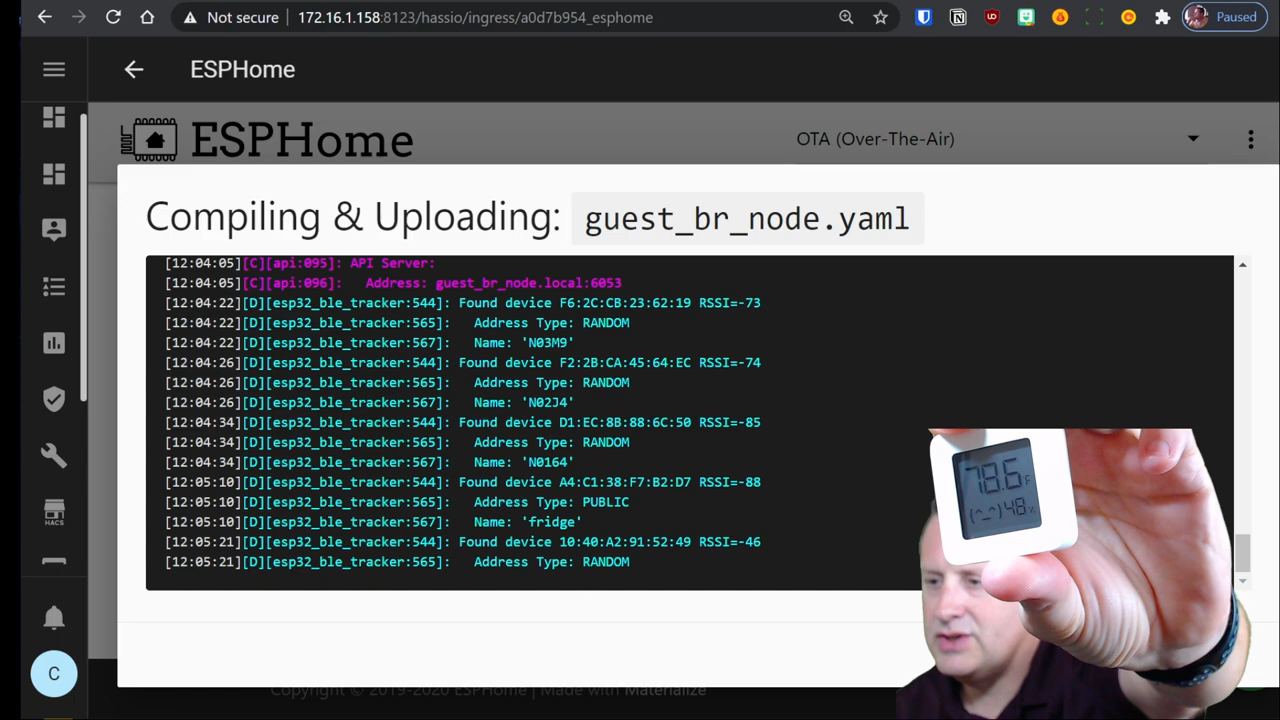 Not secure 172.16.1.158:8123/hassio/ingress/a0d7b954_esphome
Paused
ESPHome
ESPHome
OTA (Over-The-Air)
Compiling & Uploading: guest_br_node.yaml
[12:04:05][C][api:095]: API Server:
[12:04:05][C][api:096]: Address: guest_br_node.local:6053
[12:04:22][D][esp32_ble_tracker:544]: Found device F6:2C:CB:23:62:19 RSSI=-73
[12:04:22][D][esp32_ble_tracker:565]: Address Type: RANDOM
[12:04:22][D][esp32_ble_tracker:567]: Name: 'N03M9'
[12:04:26][D][esp32_ble_tracker:544]: Found device F2:2B:CA:45:64:EC RSSI=-74
[12:04:26][D][esp32_ble_tracker:565]: Address Type: RANDOM
[12:04:26][D][esp32_ble_tracker:567]: Name: 'N02J4'
[12:04:34][D][esp32_ble_tracker:544]: Found device D1:EC:8B:88:6C:50 RSSI=-85
[12:04:34][D][esp32_ble_tracker:565]: Address Type: RANDOM
[12:04:34][D][esp32_ble_tracker:567]: Name: 'N0164'
[12:05:10][D][esp32_ble_tracker:544]: Found device A4:C1:38:F7:B2:D7 RSSI=-88
[12:05:10][D][esp32_ble_tracker:565]: Address Type: PUBLIC
[12:05:10][D][esp32_ble_tracker:567]: Name: 'fridge'
[12:05:21][D][esp32_ble_tracker:544]: Found device 10:40:A2:91:52:49 RSSI=-46
[12:05:21][D][esp32_ble_tracker:565]: Address Type: RANDOM
78.6 F
(^_^) 48 %
HACS
C
Copyright © 2019-2020 ESPHome | Made with Materialize